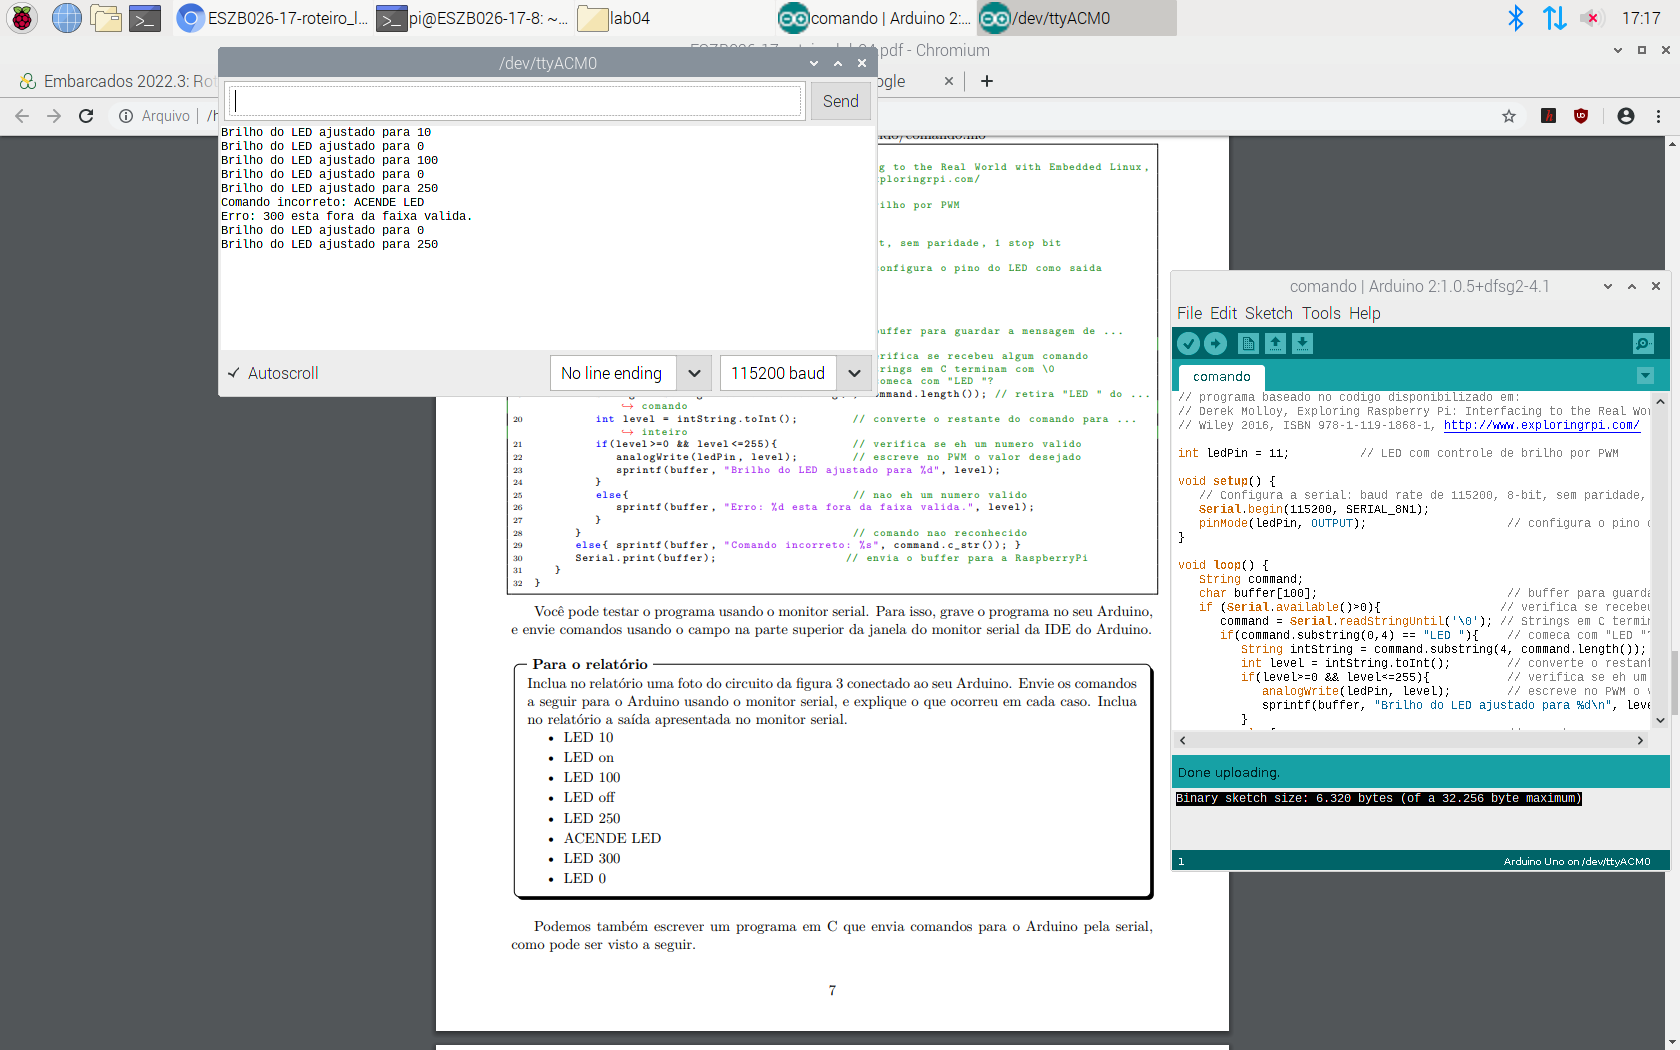 ESZB026-17-roteiro_l...
pi@ESZB026-17-8: ~...
lab04
comando | Arduino 2:...
/dev/ttyACM0
17:17
.pdf - Chromium
Embarcados 2022.3: Rot
ogle
Arquivo
/h
/dev/ttyACM0
Send
Brilho do LED ajustado para 10
Brilho do LED ajustado para 0
Brilho do LED ajustado para 100
Brilho do LED ajustado para 0
Brilho do LED ajustado para 250
Comando incorreto: ACENDE LED
Erro: 300 esta fora da faixa valida.
Brilho do LED ajustado para 0
Brilho do LED ajustado para 250
Autoscroll
No line ending
115200 baud
g to the Real World with Embedded Linux,
ploringrpi.com/
ilho por PWM
t, sem paridade, 1 stop bit
onfigura o pino do LED como saida
buffer para guardar a mensagem de ...
erifica se recebeu algum comando
rings em C terminam com \0
omeca com "LED "?
mmand.length()); // retira "LED " do ...
↪ comando
20 int level = intString.toInt(); // converte o restante do comando para ...
↪ inteiro
21 if(level>=0 && level<=255){ // verifica se eh um numero valido
22 analogWrite(ledPin, level); // escreve no PWM o valor desejado
23 sprintf(buffer, "Brilho do LED ajustado para %d", level);
24 }
25 else{ // nao eh um numero valido
26 sprintf(buffer, "Erro: %d esta fora da faixa valida.", level);
27 }
28 } // comando nao reconhecido
29 else{ sprintf(buffer, "Comando incorreto: %s", command.c_str()); }
30 Serial.print(buffer); // envia o buffer para a RaspberryPi
31 }
32 }
Você pode testar o programa usando o monitor serial. Para isso, grave o programa no seu Arduino,
e envie comandos usando o campo na parte superior da janela do monitor serial da IDE do Arduino.
Para o relatório
Inclua no relatório uma foto do circuito da figura 3 conectado ao seu Arduino. Envie os comandos
a seguir para o Arduino usando o monitor serial, e explique o que ocorreu em cada caso. Inclua
no relatório a saída apresentada no monitor serial.
• LED 10
• LED on
• LED 100
• LED off
• LED 250
• ACENDE LED
• LED 300
• LED 0
Podemos também escrever um programa em C que envia comandos para o Arduino pela serial,
como pode ser visto a seguir.
7
comando | Arduino 2:1.0.5+dfsg2-4.1
File Edit Sketch Tools Help
comando
// programa baseado no codigo disponibilizado em:
// Derek Molloy, Exploring Raspberry Pi: Interfacing to the Real Wo
// Wiley 2016, ISBN 978-1-119-1868-1, http://www.exploringrpi.com/
int ledPin = 11; // LED com controle de brilho por PWM
void setup() {
// Configura a serial: baud rate de 115200, 8-bit, sem paridade,
Serial.begin(115200, SERIAL_8N1);
pinMode(ledPin, OUTPUT); // configura o pino
}
void loop() {
String command;
char buffer[100]; // buffer para guarda
if (Serial.available()>0){ // verifica se recebeu
command = Serial.readStringUntil('\0'); // Strings em C termin
if(command.substring(0,4) == "LED "){ // comeca com "LED "?
String intString = command.substring(4, command.length());
int level = intString.toInt(); // converte o restant
if(level>=0 && level<=255){ // verifica se eh um
analogWrite(ledPin, level); // escreve no PWM o v
sprintf(buffer, "Brilho do LED ajustado para %d\n", leve
}
Done uploading.
Binary sketch size: 6.320 bytes (of a 32.256 byte maximum)
1
Arduino Uno on /dev/ttyACM0